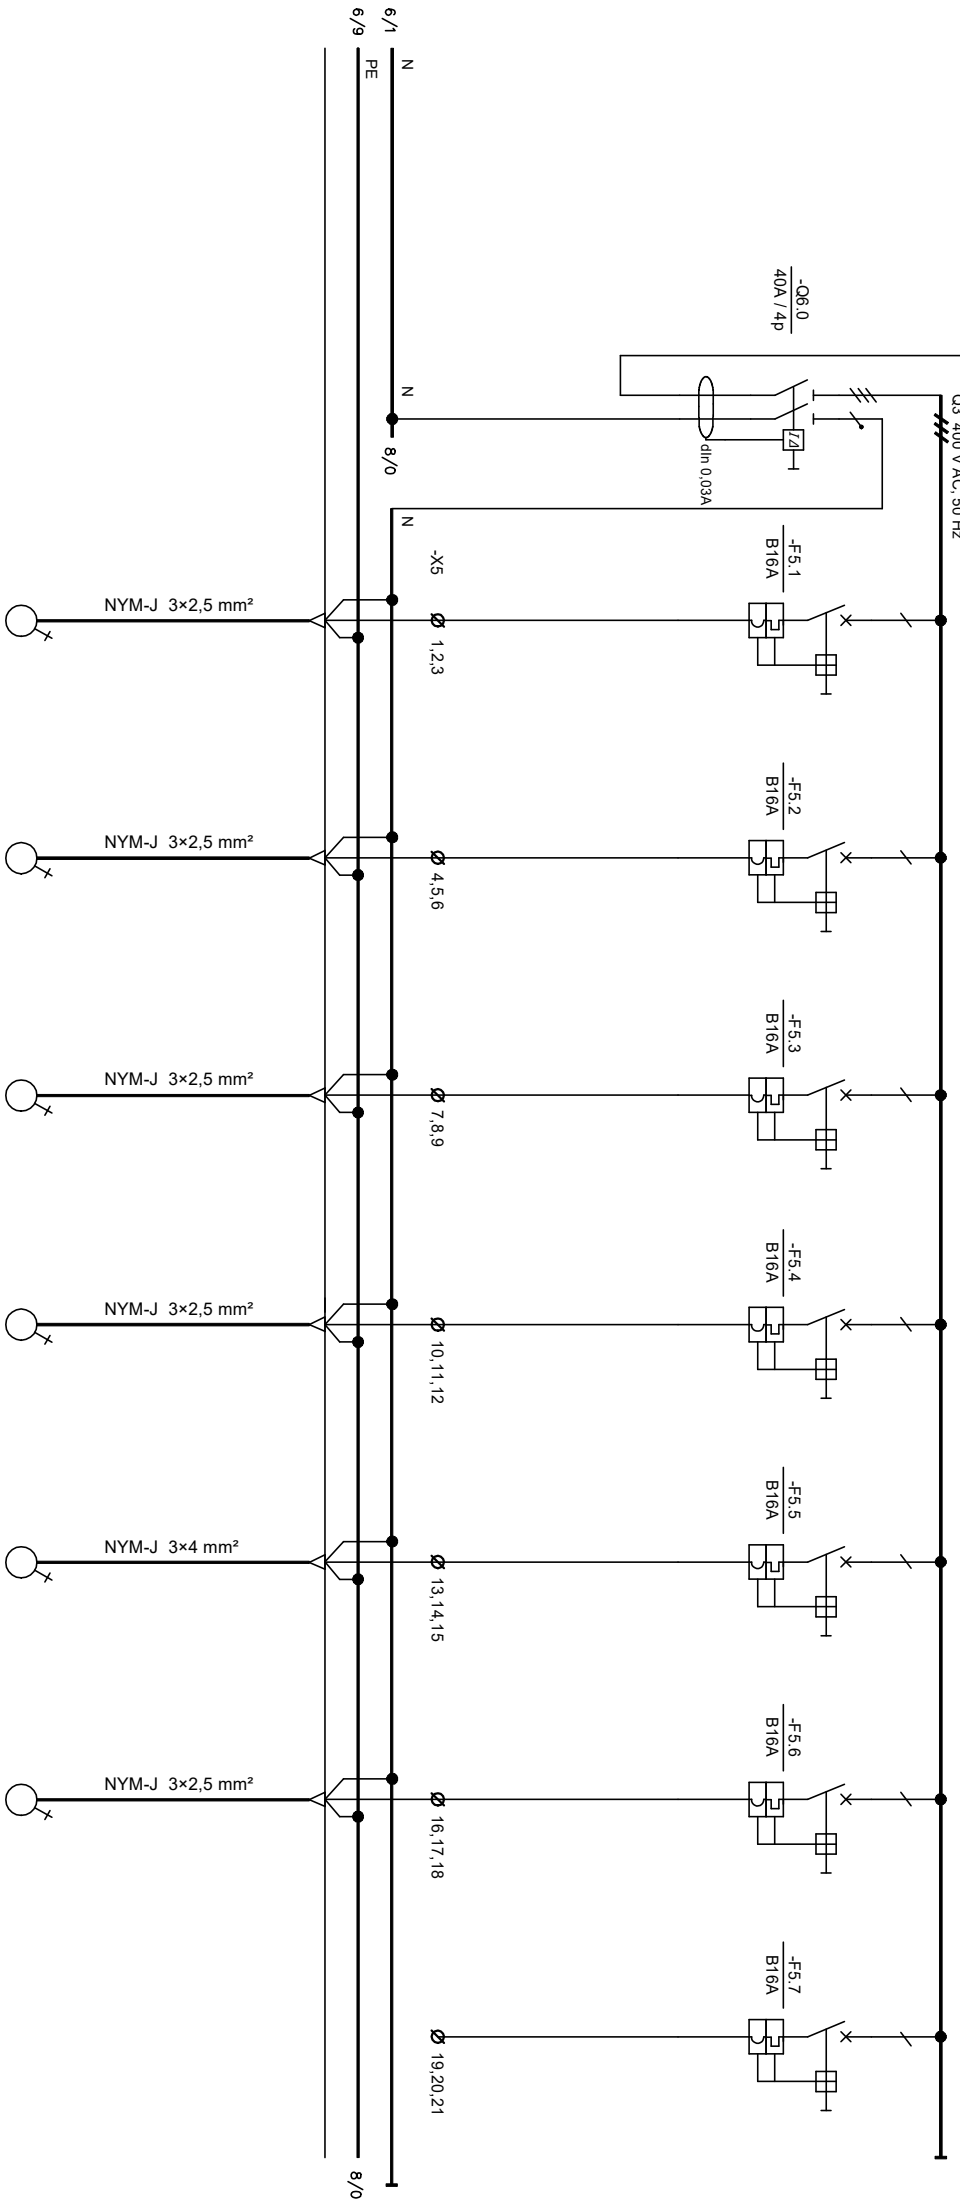 Q3 400 V AC, 50 Hz
-Q6.0
40A / 4p
dIn 0,03A
-F5.1
B16A
-F5.2
B16A
-F5.3
B16A
-F5.4
B16A
-F5.5
B16A
-F5.6
B16A
-F5.7
B16A
-X5
1,2,3
4,5,6
7,8,9
10,11,12
13,14,15
16,17,18
19,20,21
6/1
N
N
8/0
N
6/9
PE
8/0
NYM-J 3×2,5 mm²
NYM-J 3×2,5 mm²
NYM-J 3×2,5 mm²
NYM-J 3×2,5 mm²
NYM-J 3×4 mm²
NYM-J 3×2,5 mm²